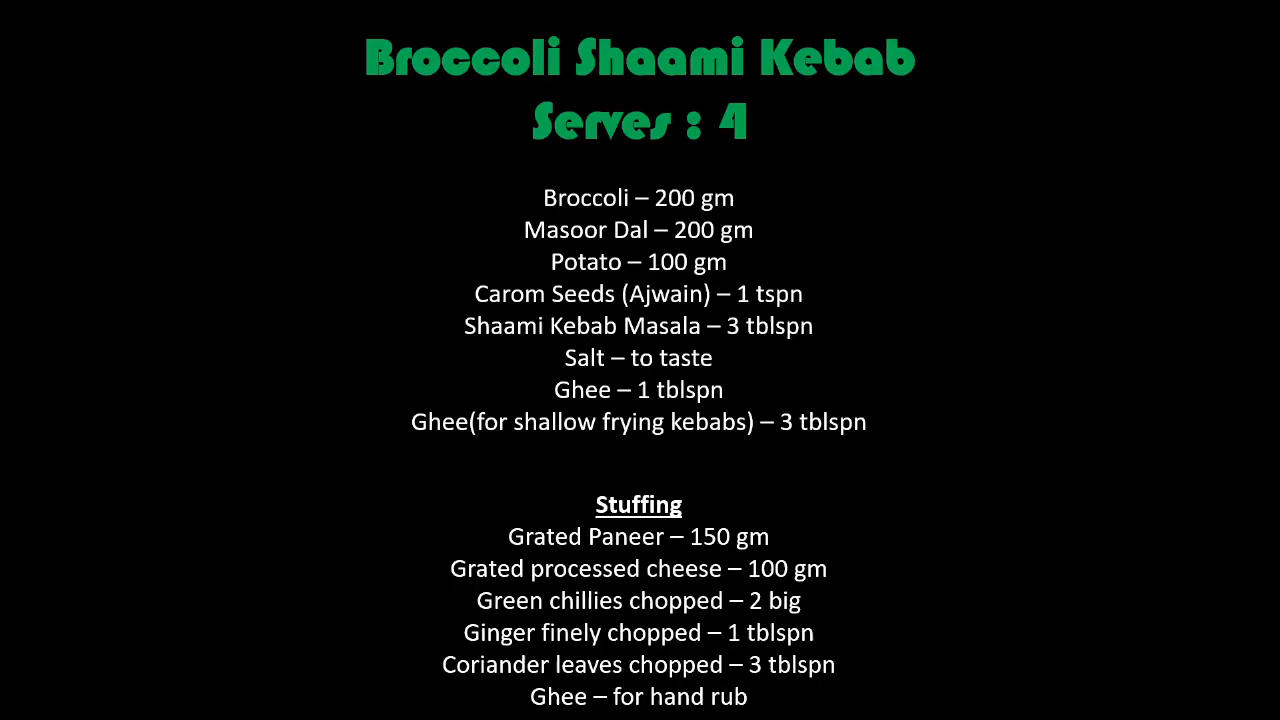 Broccoli Shaami Kebab
Serves : 4
Broccoli – 200 gm
Masoor Dal – 200 gm
Potato – 100 gm
Carom Seeds (Ajwain) – 1 tspn
Shaami Kebab Masala – 3 tblspn
Salt – to taste
Ghee – 1 tblspn
Ghee(for shallow frying kebabs) – 3 tblspn
Stuffing
Grated Paneer – 150 gm
Grated processed cheese – 100 gm
Green chillies chopped – 2 big
Ginger finely chopped – 1 tblspn
Coriander leaves chopped – 3 tblspn
Ghee – for hand rub